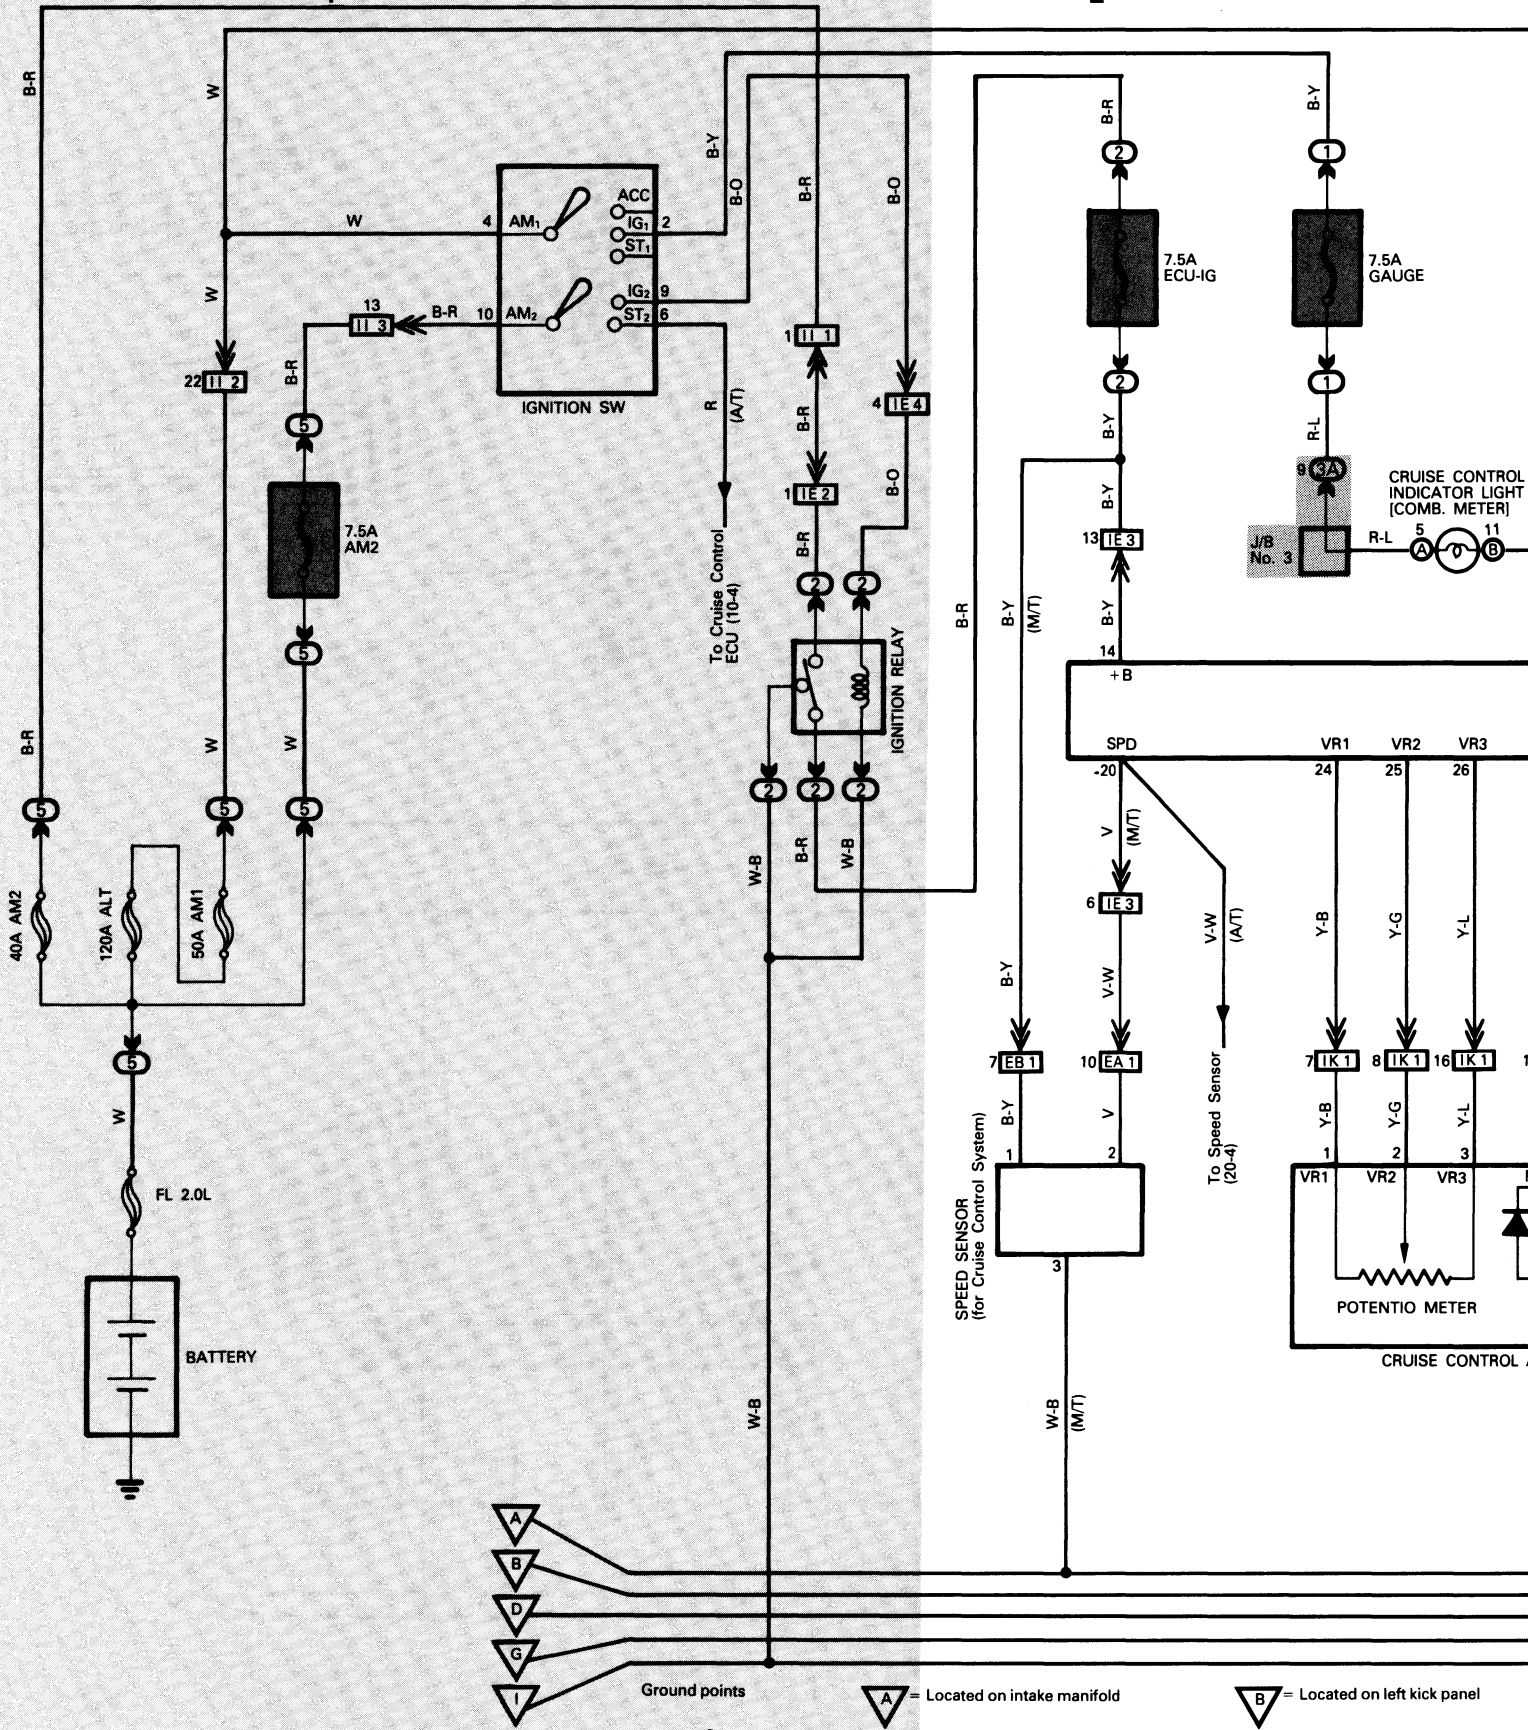 B-R
W
B-Y
B-O
B-R
B-O
B-R
B-Y
2
1
W
4
AM1
ACC
IG1
2
ST1
7.5A
ECU-IG
7.5A
GAUGE
W
13
II 3
B-R
10
AM2
IG2
9
ST2
6
1
II 1
22
II 2
B-R
IGNITION SW
R
(A/T)
B-R
4
IE 4
2
1
B-Y
R-L
5
7.5A
AM2
1
IE 2
B-O
B-R
B-Y
9
3A
CRUISE CONTROL
INDICATOR LIGHT
[COMB. METER]
13
IE 3
J/B
No. 3
R-L
5
A
11
B
To Cruise Control
ECU (10-4)
2
2
B-R
B-Y
(M/T)
B-Y
5
IGNITION RELAY
14
+B
B-R
W
W
SPD
VR1
VR2
VR3
20
24
25
26
5
5
5
2
2
2
W-B
B-R
W-B
V
(M/T)
40A AM2
120A ALT
50A AM1
6
IE 3
V-W
(A/T)
Y-B
Y-G
Y-L
B-Y
V-W
5
7
EB 1
10
EA 1
7
IK 1
8
IK 1
16
IK 1
1
W
B-Y
V
To Speed Sensor
(20-4)
Y-B
Y-G
Y-L
1
2
1
2
3
VR1
VR2
VR3
FL 2.0L
SPEED SENSOR
(for Cruise Control System)
3
POTENTIO METER
BATTERY
CRUISE CONTROL
W-B
W-B
(M/T)
A
B
D
G
I
Ground points
A
= Located on intake manifold
B
= Located on left kick panel